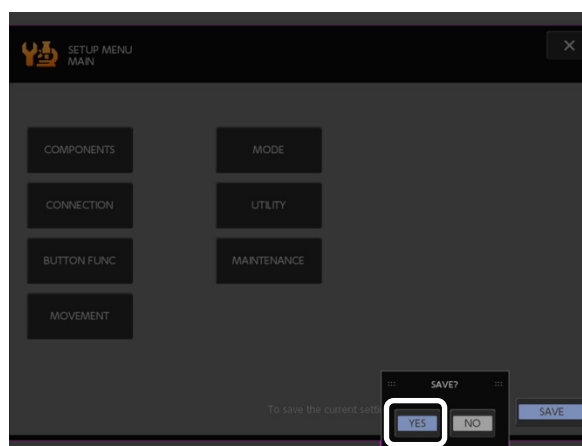 SETUP MENU
MAIN
COMPONENTS
MODE
CONNECTION
UTILITY
BUTTON FUNC
MAINTENANCE
MOVEMENT
SAVE?
To save the current
YES
NO
SAVE